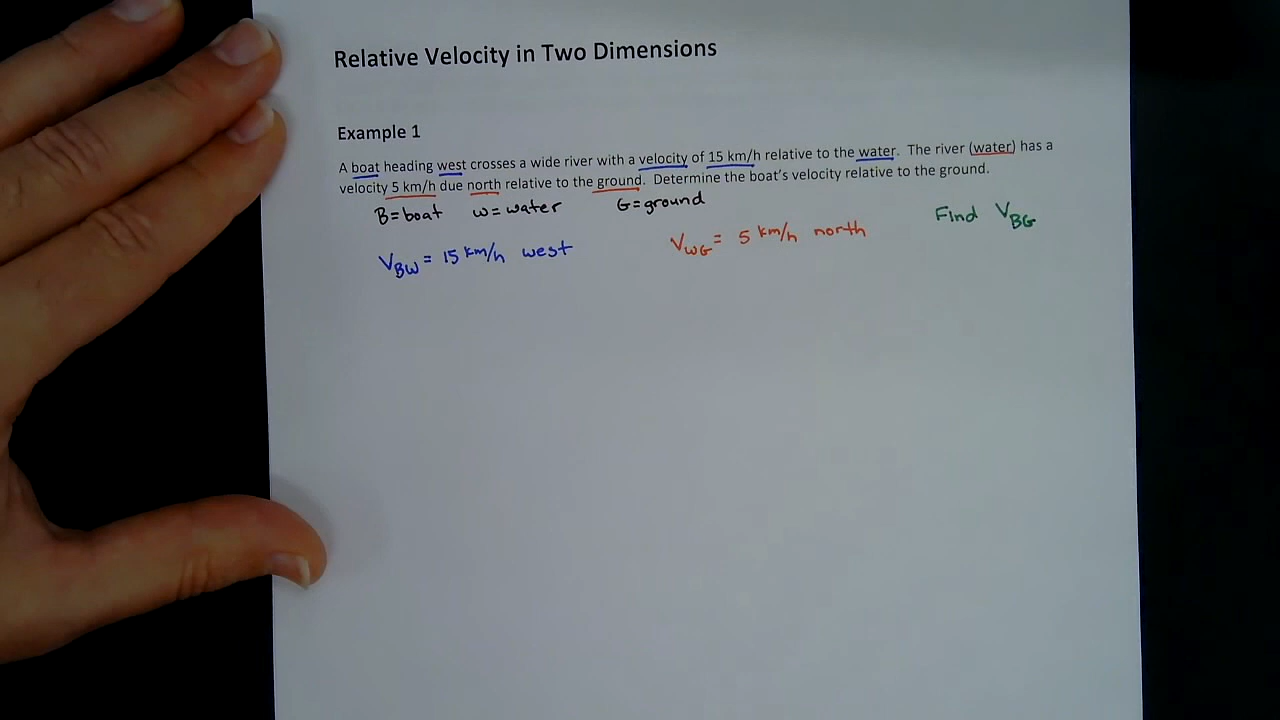 Relative Velocity in Two Dimensions
Example 1
A boat heading west crosses a wide river with a velocity of 15 km/h relative to the water. The river (water) has a
velocity 5 km/h due north relative to the ground. Determine the boat's velocity relative to the ground.
B=boat w=water G=ground Find VBG
VBW = 15 km/h west VWG = 5 km/h north